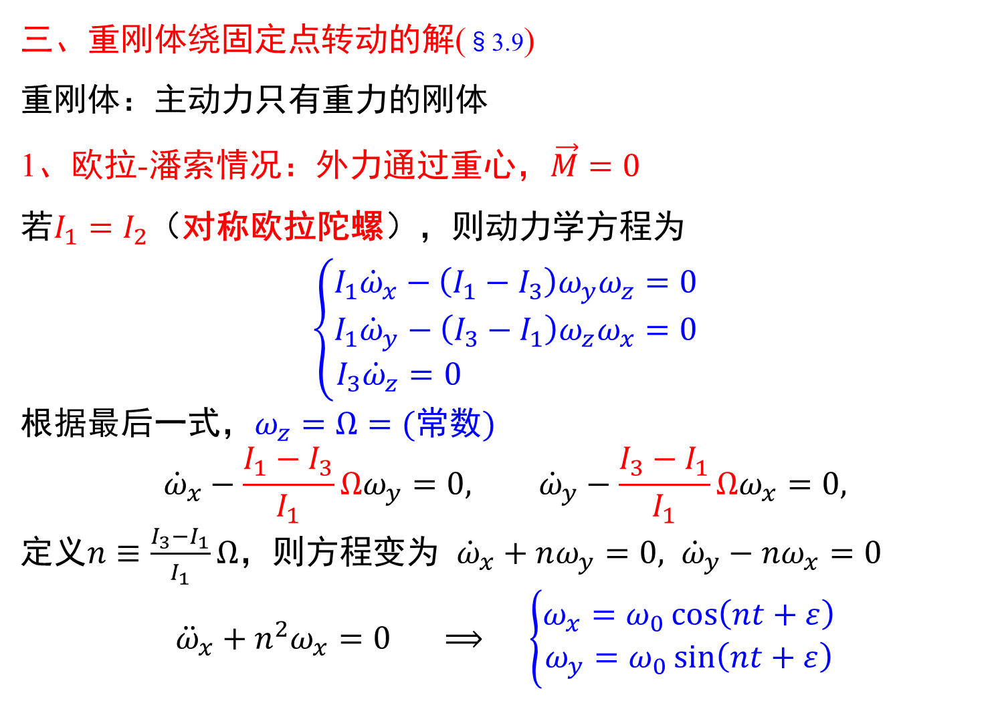 三、重刚体绕固定点转动的解(§3.9)
重刚体：主动力只有重力的刚体
1、欧拉-潘索情况：外力通过重心，$\vec{M} = 0$
若$I_1 = I_2$（对称欧拉陀螺），则动力学方程为
$I_1\dot{\omega}_x - (I_1 - I_3)\omega_y\omega_z = 0$
$I_1\dot{\omega}_y - (I_3 - I_1)\omega_z\omega_x = 0$
$I_3\dot{\omega}_z = 0$
根据最后一式，$\omega_z = \Omega = (常数)$
$\dot{\omega}_x - \frac{I_1 - I_3}{I_1}\Omega\omega_y = 0,$ $\dot{\omega}_y - \frac{I_3 - I_1}{I_1}\Omega\omega_x = 0,$
定义$n \equiv \frac{I_3 - I_1}{I_1}\Omega$，则方程变为 $\dot{\omega}_x + n\omega_y = 0,\ \dot{\omega}_y - n\omega_x = 0$
$\ddot{\omega}_x + n^2\omega_x = 0$ $\Longrightarrow$ $\begin{cases}\omega_x = \omega_0\cos(nt + \varepsilon)\\ \omega_y = \omega_0\sin(nt + \varepsilon)\end{cases}$